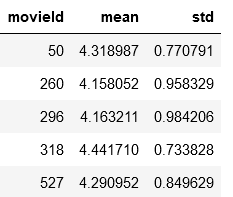 movieId mean std
50 4.318987 0.770791
260 4.158052 0.958329
296 4.163211 0.984206
318 4.441710 0.733828
527 4.290952 0.849629